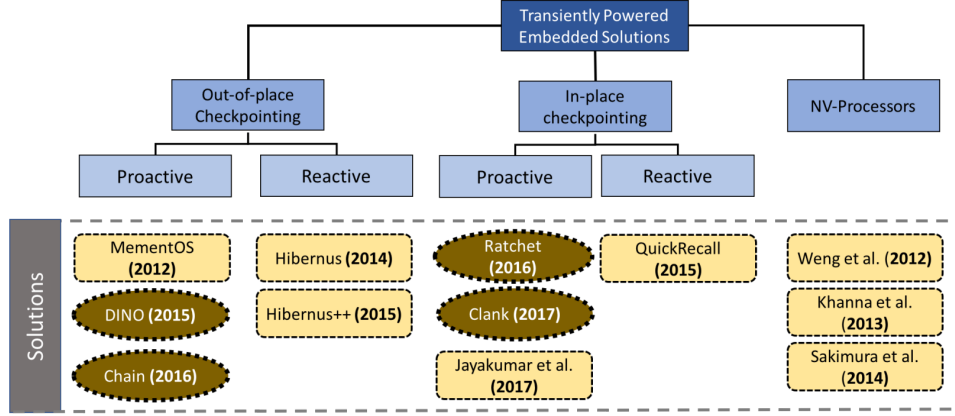 Transiently Powered
Embedded Solutions
Out-of-place
Checkpointing
In-place
checkpointing
NV-Processors
Proactive
Reactive
Proactive
Reactive
Solutions
MementOS
(2012)
DINO (2015)
Chain (2016)
Hibernus (2014)
Hibernus++ (2015)
Ratchet
(2016)
Clank (2017)
Jayakumar et al.
(2017)
QuickRecall
(2015)
Weng et al. (2012)
Khanna et al.
(2013)
Sakimura et al.
(2014)